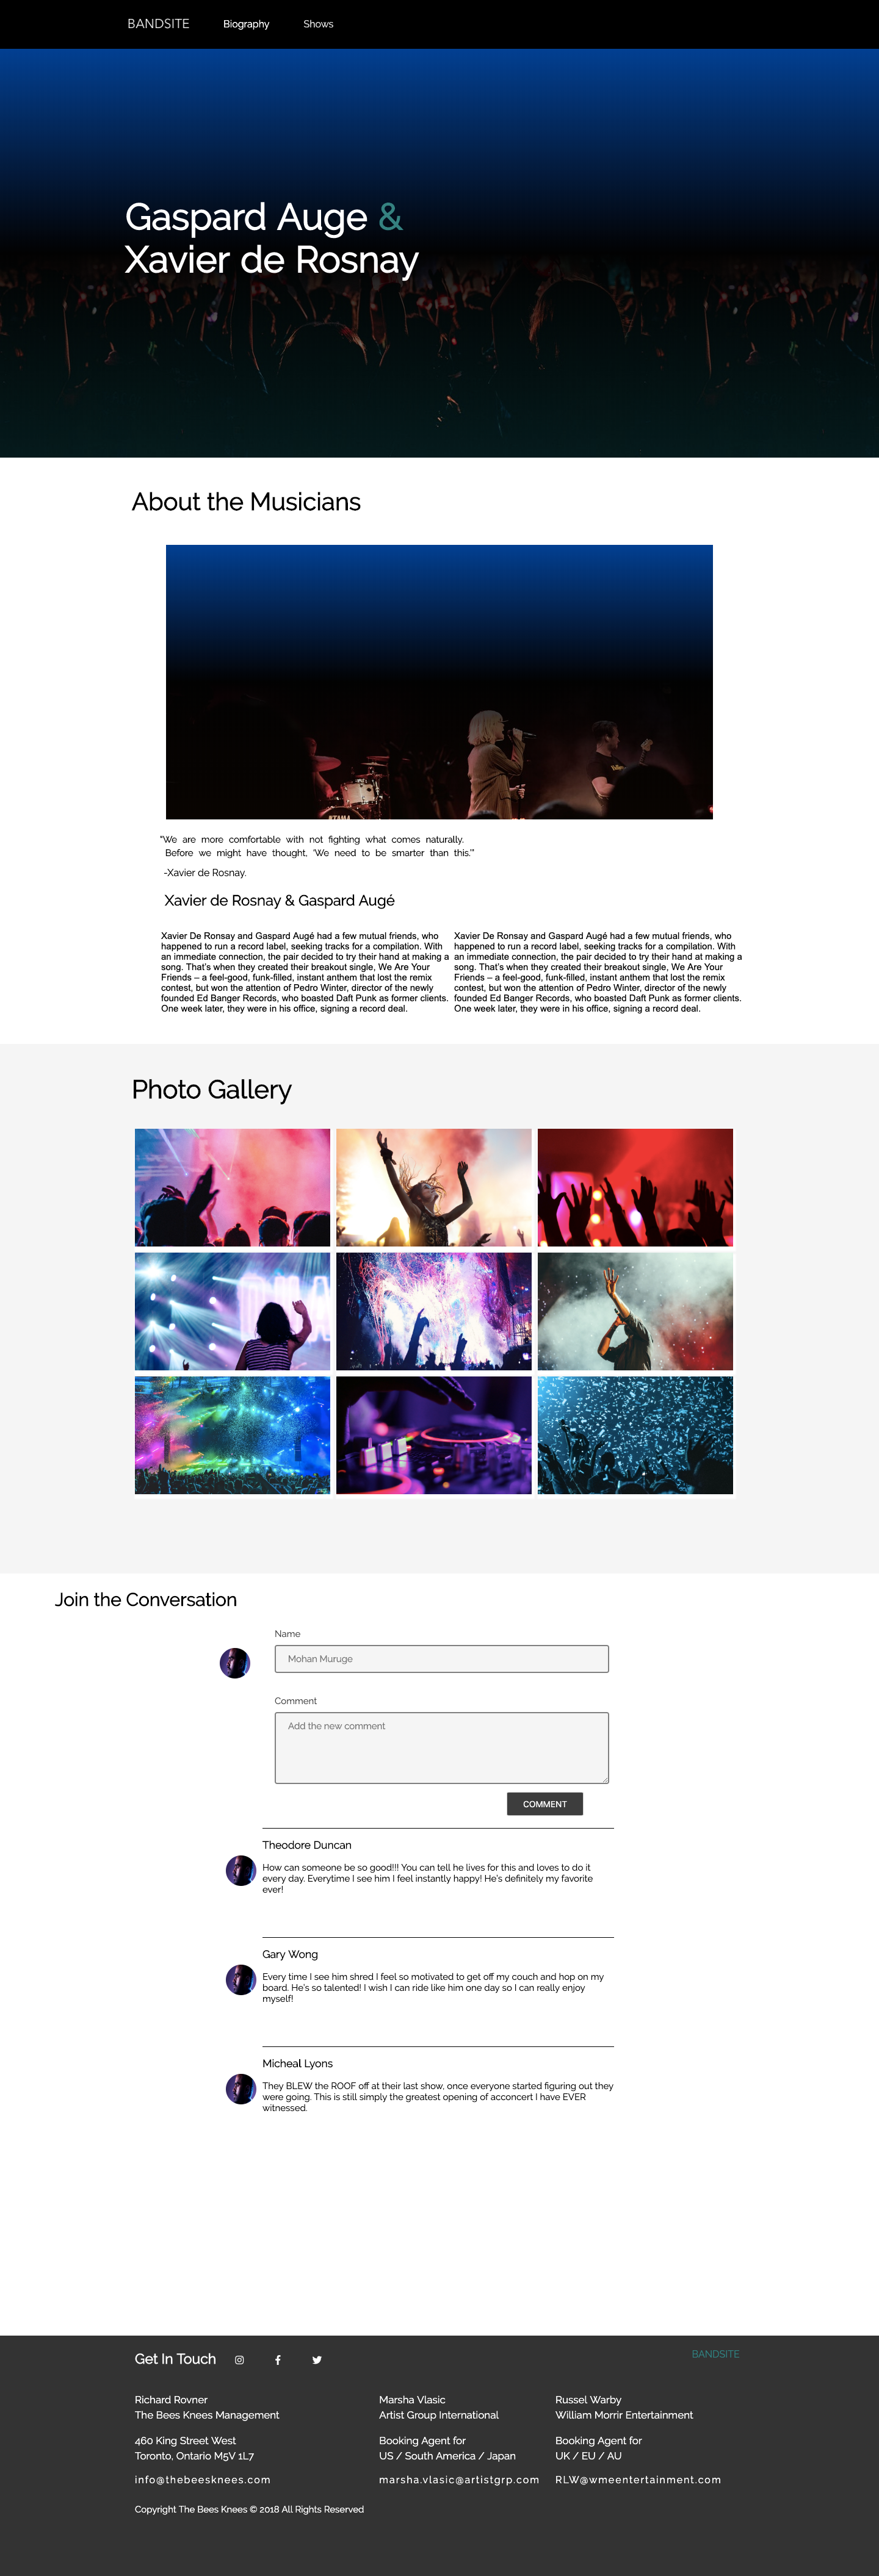 BANDSITE Biography Shows
Gaspard Auge &
Xavier de Rosnay
About the Musicians
TAMA
"We are more comfortable with not fighting what comes naturally.
Before we might have thought, 'We need to be smarter than this.'"
-Xavier de Rosnay.
Xavier de Rosnay & Gaspard Augé
Xavier De Ronsay and Gaspard Augé had a few mutual friends, who
happened to run a record label, seeking tracks for a compilation. With
an immediate connection, the pair decided to try their hand at making a
song. That's when they created their breakout single, We Are Your
Friends – a feel-good, funk-filled, instant anthem that lost the remix
contest, but won the attention of Pedro Winter, director of the newly
founded Ed Banger Records, who boasted Daft Punk as former clients.
One week later, they were in his office, signing a record deal.
Xavier De Ronsay and Gaspard Augé had a few mutual friends, who
happened to run a record label, seeking tracks for a compilation. With
an immediate connection, the pair decided to try their hand at making a
song. That's when they created their breakout single, We Are Your
Friends – a feel-good, funk-filled, instant anthem that lost the remix
contest, but won the attention of Pedro Winter, director of the newly
founded Ed Banger Records, who boasted Daft Punk as former clients.
One week later, they were in his office, signing a record deal.
Photo Gallery
Join the Conversation
Name
Mohan Muruge
Comment
Add the new comment
COMMENT
Theodore Duncan
How can someone be so good!!! You can tell he lives for this and loves to do it
every day. Everytime I see him I feel instantly happy! He's definitely my favorite
ever!
Gary Wong
Every time I see him shred I feel so motivated to get off my couch and hop on my
board. He's so talented! I wish I can ride like him one day so I can really enjoy
myself!
Micheal Lyons
They BLEW the ROOF off at their last show, once everyone started figuring out they
were going. This is still simply the greatest opening of acconcert I have EVER
witnessed.
Get In Touch
BANDSITE
Richard Rovner
The Bees Knees Management
460 King Street West
Toronto, Ontario M5V 1L7
info@thebeesknees.com
Marsha Vlasic
Artist Group International
Booking Agent for
US / South America / Japan
marsha.vlasic@artistgrp.com
Russel Warby
William Morrir Entertainment
Booking Agent for
UK / EU / AU
RLW@wmeentertainment.com
Copyright The Bees Knees © 2018 All Rights Reserved